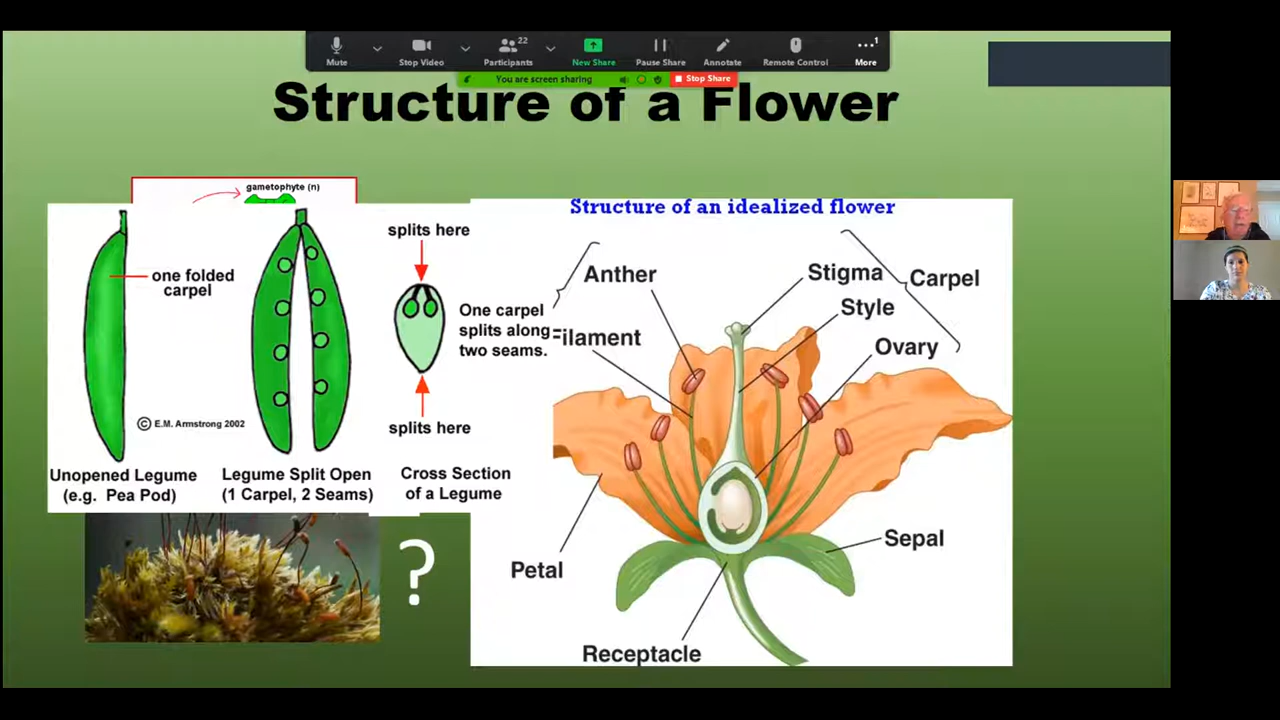 22
1
Mute
Stop Video
Participants
New Share
Pause Share
Annotate
Remote Control
More
You are screen sharing
Stop Share
Structure of a Flower
gametophyte (n)
one folded
carpel
© E.M. Armstrong 2002
Unopened Legume
(e.g. Pea Pod)
Legume Split Open
(1 Carpel, 2 Seams)
splits here
One carpel
splits along
two seams.
splits here
Cross Section
of a Legume
?
Structure of an idealized flower
Anther
Filament
Stigma
Style
Carpel
Ovary
Petal
Sepal
Receptacle